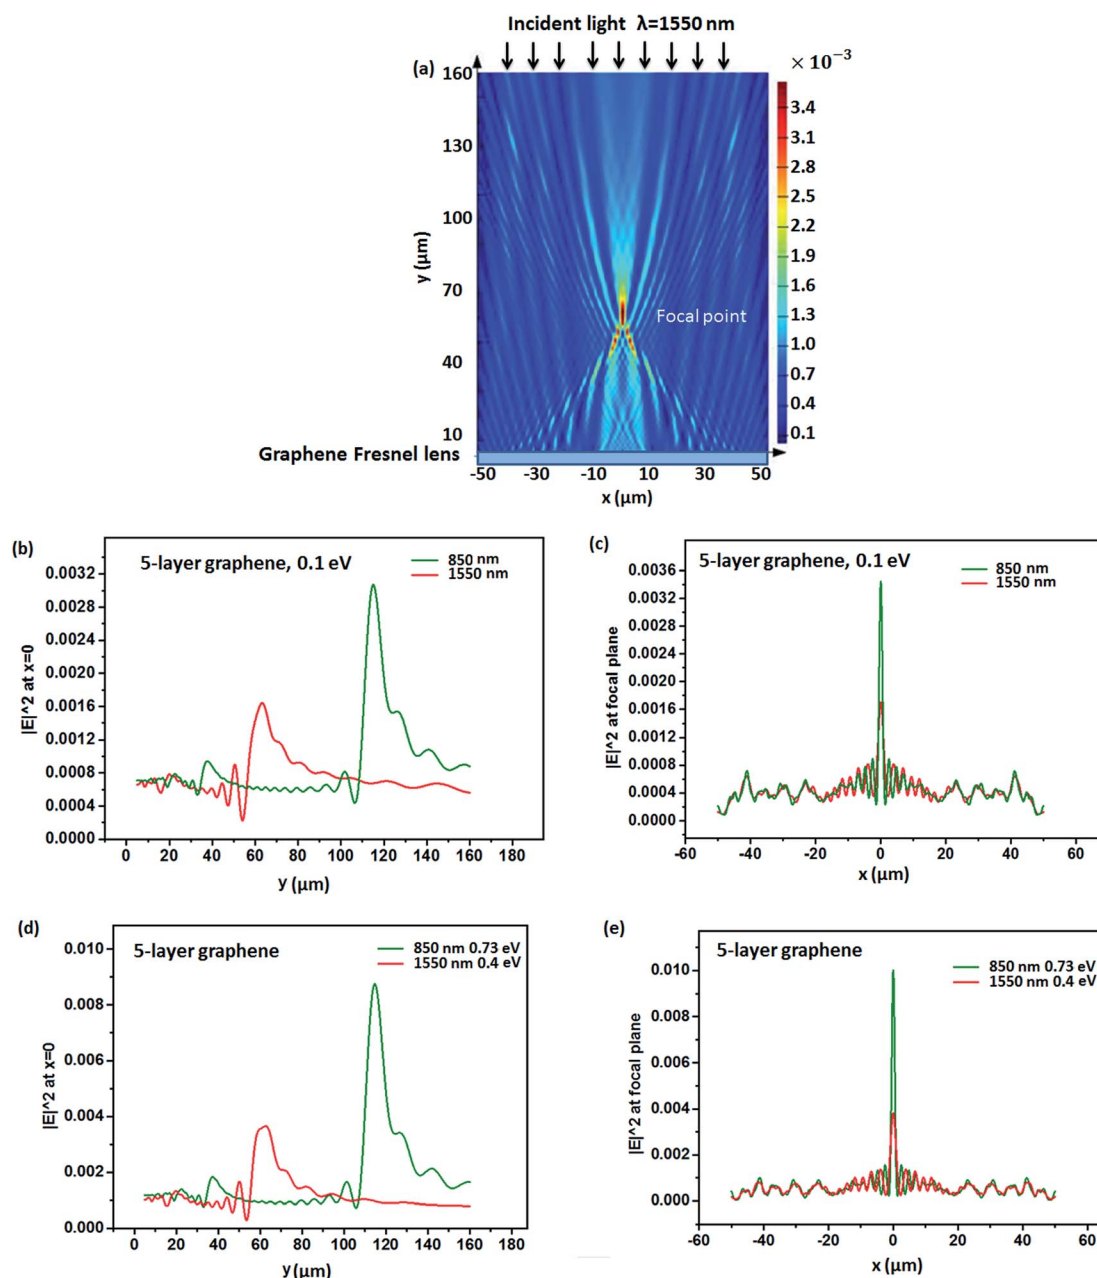 Incident light λ=1550 nm
(a)
× 10⁻³
160
130
100
70
40
10
y (µm)
Focal point
3.4
3.1
2.8
2.5
2.2
1.9
1.6
1.3
1.0
0.7
0.4
0.1
Graphene Fresnel lens
-50 -30 -10 10 30 50
x (µm)
(b)
5-layer graphene, 0.1 eV
850 nm
1550 nm
|E|^2 at x=0
0.0032
0.0028
0.0024
0.0020
0.0016
0.0012
0.0008
0.0004
0.0000
0 20 40 60 80 100 120 140 160 180
y (µm)
(c)
5-layer graphene, 0.1 eV
850 nm
1550 nm
|E|^2 at focal plane
0.0036
0.0032
0.0028
0.0024
0.0020
0.0016
0.0012
0.0008
0.0004
0.0000
-60 -40 -20 0 20 40 60
x (µm)
(d)
5-layer graphene
850 nm 0.73 eV
1550 nm 0.4 eV
|E|^2 at x=0
0.010
0.008
0.006
0.004
0.002
0.000
0 20 40 60 80 100 120 140 160 180
y (µm)
(e)
5-layer graphene
850 nm 0.73 eV
1550 nm 0.4 eV
|E|^2 at focal plane
0.010
0.008
0.006
0.004
0.002
0.000
-60 -40 -20 0 20 40 60
x (µm)